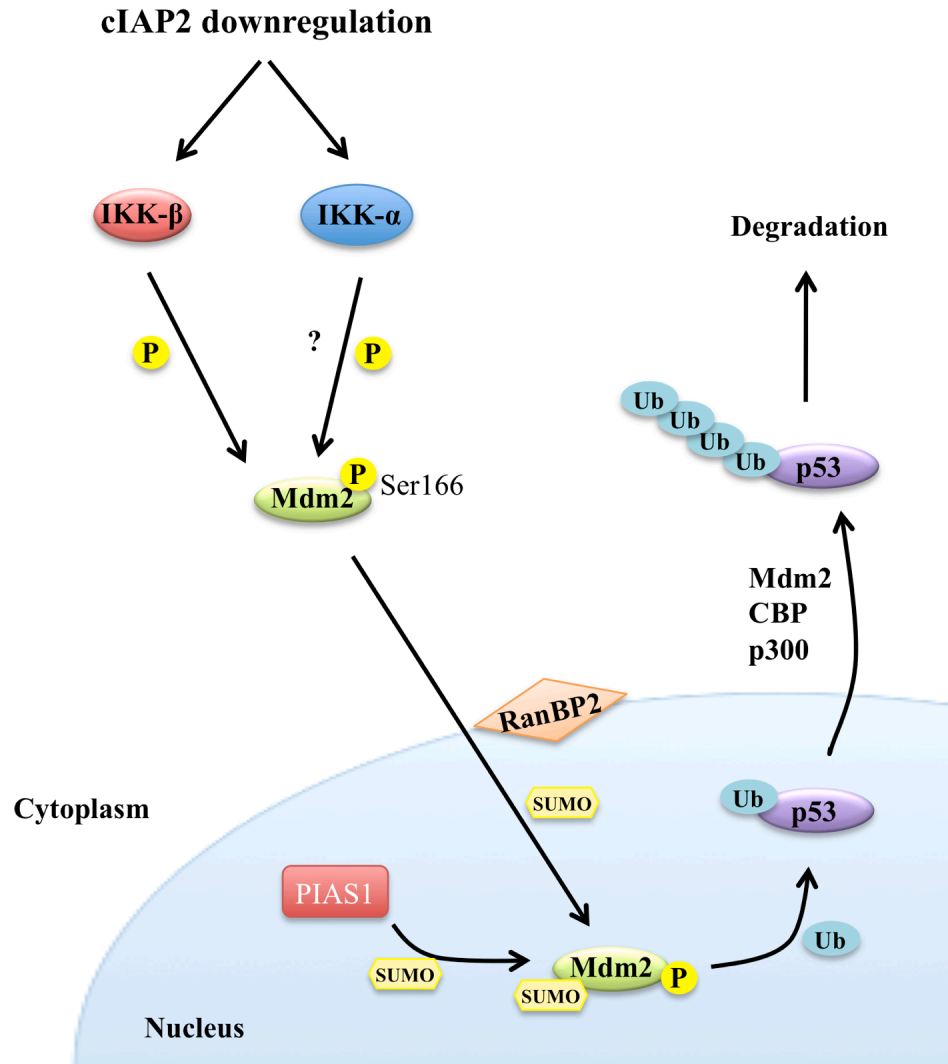 cIAP2 downregulation
IKK-β
IKK-α
Degradation
P
?
P
Ub
Ub
Ub
Ub
p53
P
Mdm2
Ser166
Mdm2
CBP
p300
RanBP2
Cytoplasm
SUMO
Ub
p53
PIAS1
Ub
SUMO
Mdm2
P
SUMO
Nucleus